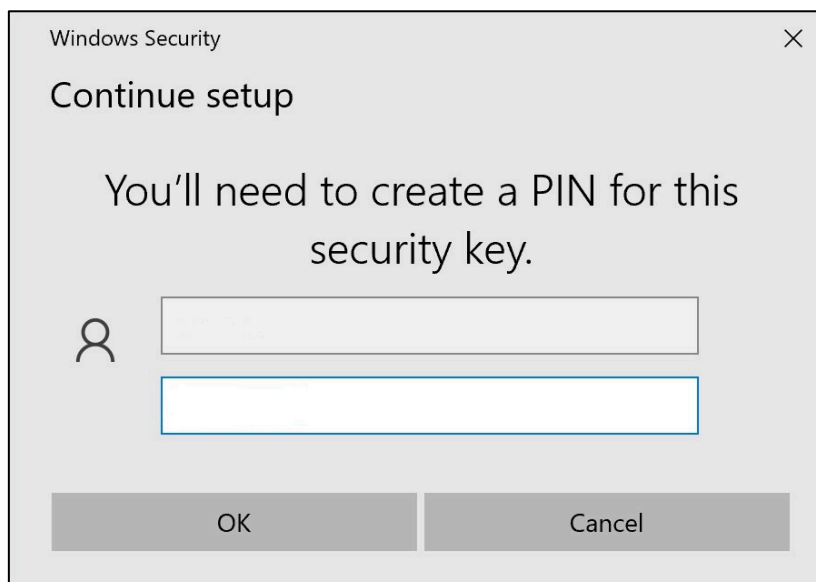 Windows Security
Continue setup
You'll need to create a PIN for this
security key.
OK
Cancel